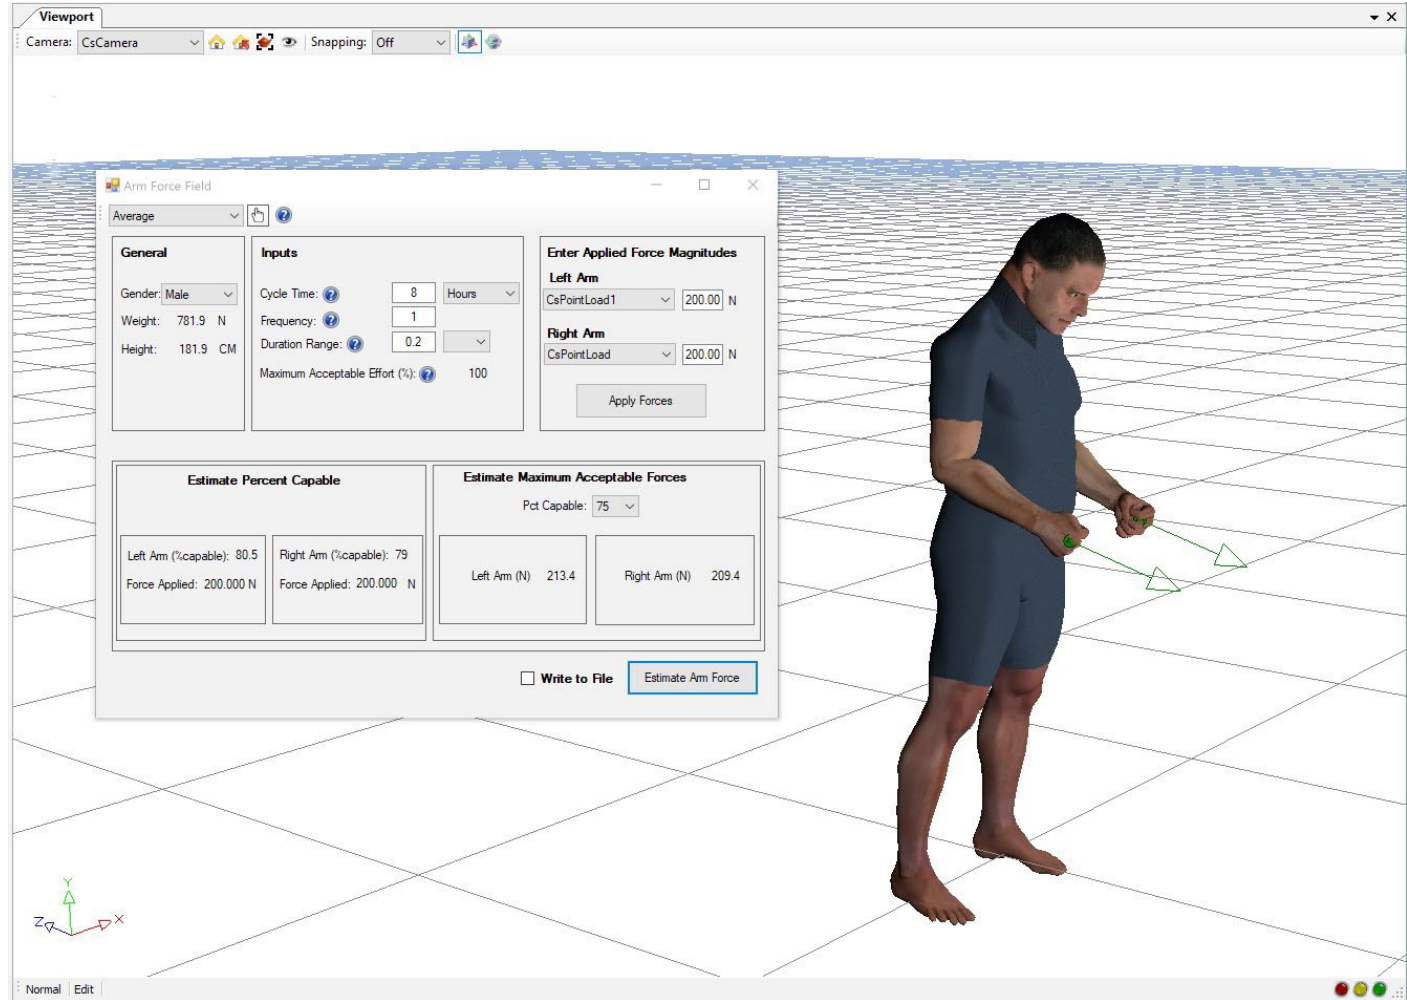 Viewport
Camera: CsCamera Snapping: Off
Arm Force Field
Average
General
Gender: Male
Weight: 781.9 N
Height: 181.9 CM
Inputs
Cycle Time: 8 Hours
Frequency: 1
Duration Range: 0.2
Maximum Acceptable Effort (%): 100
Enter Applied Force Magnitudes
Left Arm
CsPointLoad1 200.00 N
Right Arm
CsPointLoad 200.00 N
Apply Forces
Estimate Percent Capable
Left Arm (%capable): 80.5
Force Applied: 200.000 N
Right Arm (%capable): 79
Force Applied: 200.000 N
Estimate Maximum Acceptable Forces
Pct Capable: 75
Left Arm (N) 213.4
Right Arm (N) 209.4
Write to File
Estimate Arm Force
Y
Z X
Normal Edit